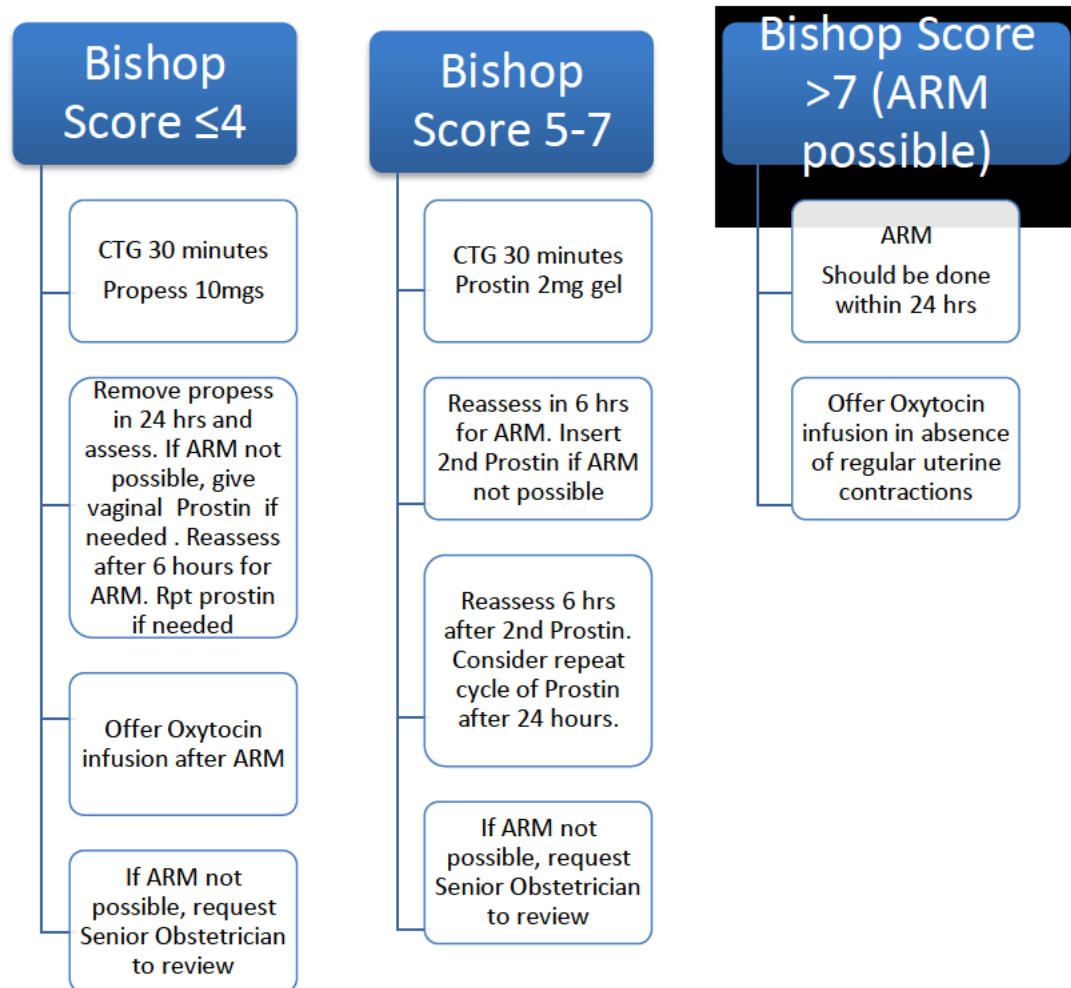 Bishop
Score ≤4
CTG 30 minutes
Propess 10mgs
Remove propess
in 24 hrs and
assess. If ARM not
possible, give
vaginal Prostin if
needed . Reassess
after 6 hours for
ARM. Rpt prostin
if needed
Offer Oxytocin
infusion after ARM
If ARM not
possible, request
Senior Obstetrician
to review
Bishop
Score 5-7
CTG 30 minutes
Prostin 2mg gel
Reassess in 6 hrs
for ARM. Insert
2nd Prostin if ARM
not possible
Reassess 6 hrs
after 2nd Prostin.
Consider repeat
cycle of Prostin
after 24 hours.
If ARM not
possible, request
Senior Obstetrician
to review
Bishop Score
>7 (ARM
possible)
ARM
Should be done
within 24 hrs
Offer Oxytocin
infusion in absence
of regular uterine
contractions